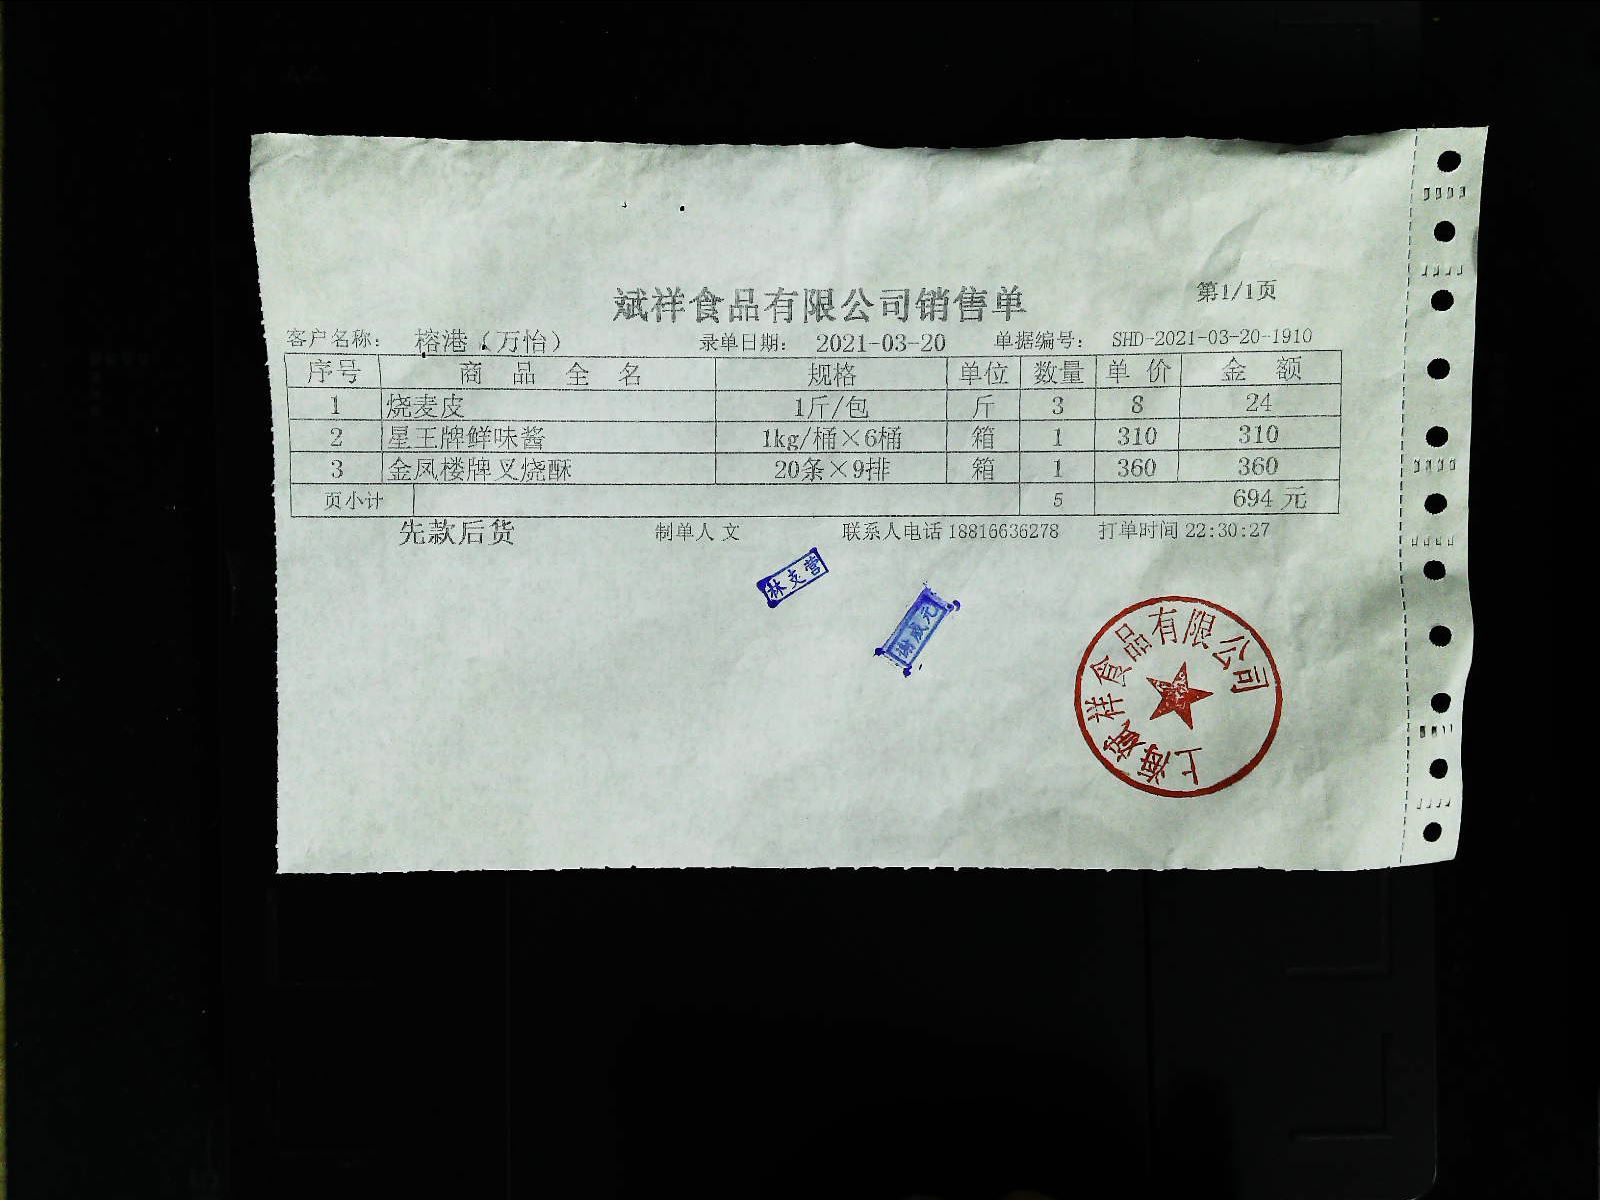 斌祥食品有限公司销售单
第1/1页
客户名称： 榕港（万怡） 录单日期： 2021-03-20 单据编号： SHD-2021-03-20-1910
序号 商品全名 规格 单位 数量 单价 金额
1 烧麦皮 1斤/包 斤 3 8 24
2 星王牌鲜味酱 1kg/桶×6桶 箱 1 310 310
3 金凤楼牌叉烧酥 20条×9排 箱 1 360 360
页小计 5 694 元
先款后货 制单人 文 联系人电话 18816636278 打单时间 22:30:27
林支营
谢成元
上海斌祥食品有限公司